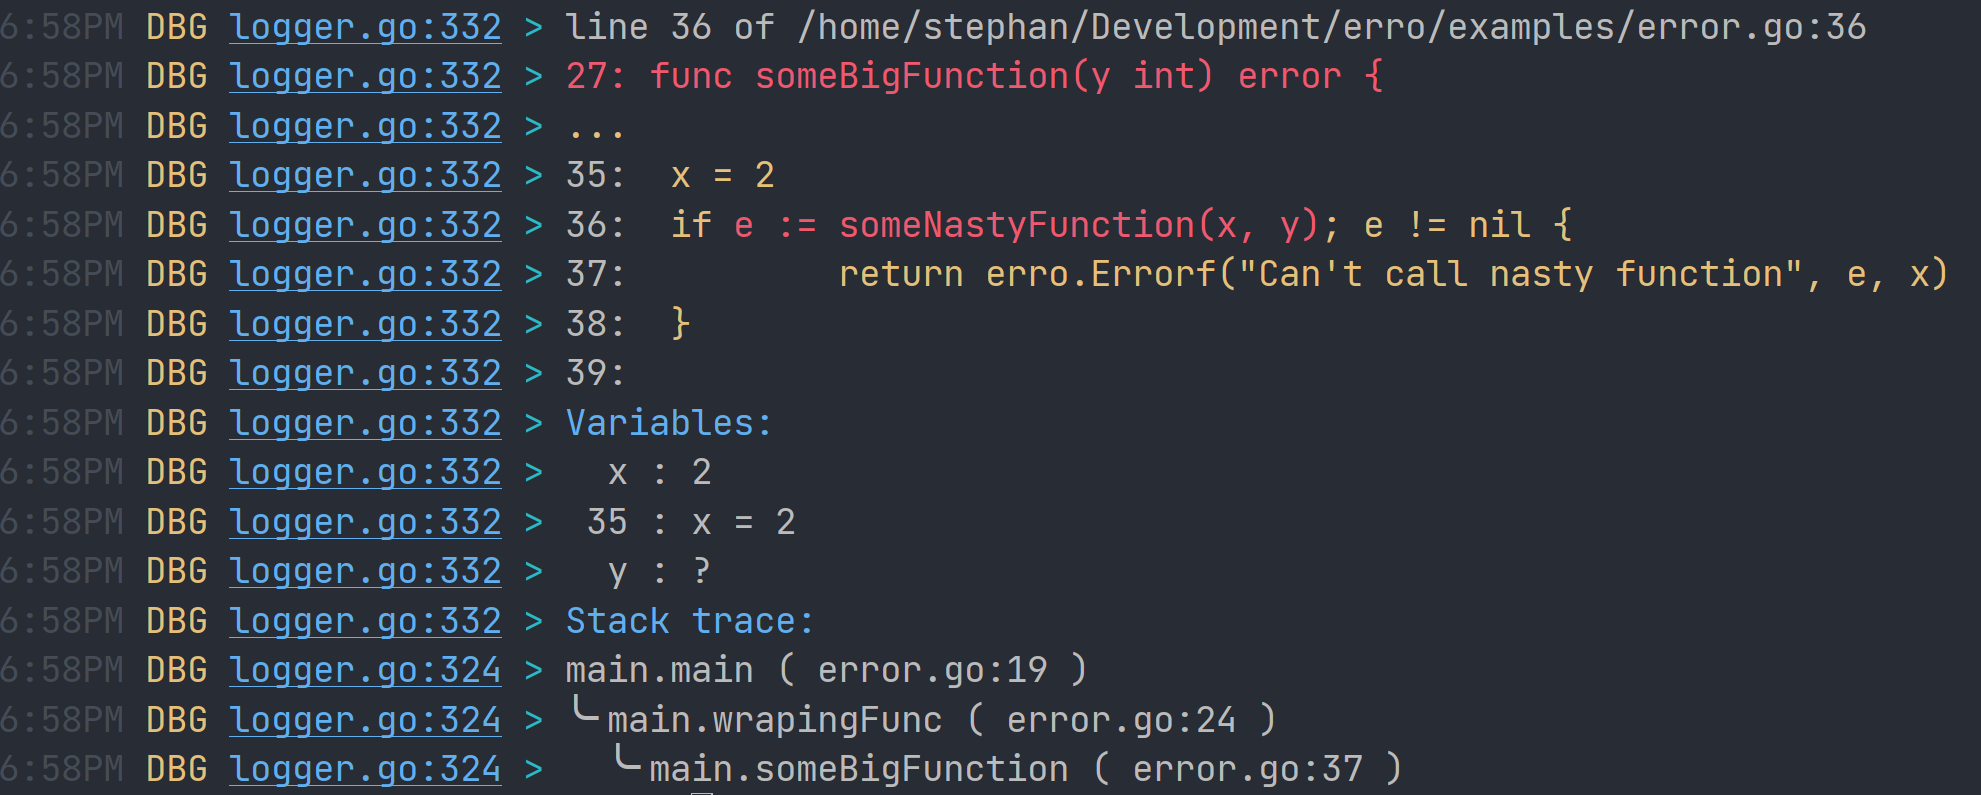 6:58PM DBG logger.go:332 > line 36 of /home/stephan/Development/erro/examples/error.go:36
6:58PM DBG logger.go:332 > 27: func someBigFunction(y int) error {
6:58PM DBG logger.go:332 > ...
6:58PM DBG logger.go:332 > 35:  x = 2
6:58PM DBG logger.go:332 > 36:  if e := someNastyFunction(x, y); e != nil {
6:58PM DBG logger.go:332 > 37:          return erro.Errorf("Can't call nasty function", e, x)
6:58PM DBG logger.go:332 > 38:  }
6:58PM DBG logger.go:332 > 39:
6:58PM DBG logger.go:332 > Variables:
6:58PM DBG logger.go:332 >   x : 2
6:58PM DBG logger.go:332 >  35 : x = 2
6:58PM DBG logger.go:332 >   y : ?
6:58PM DBG logger.go:332 > Stack trace:
6:58PM DBG logger.go:324 > main.main ( error.go:19 )
6:58PM DBG logger.go:324 > ╰─main.wrapingFunc ( error.go:24 )
6:58PM DBG logger.go:324 >   ╰─main.someBigFunction ( error.go:37 )